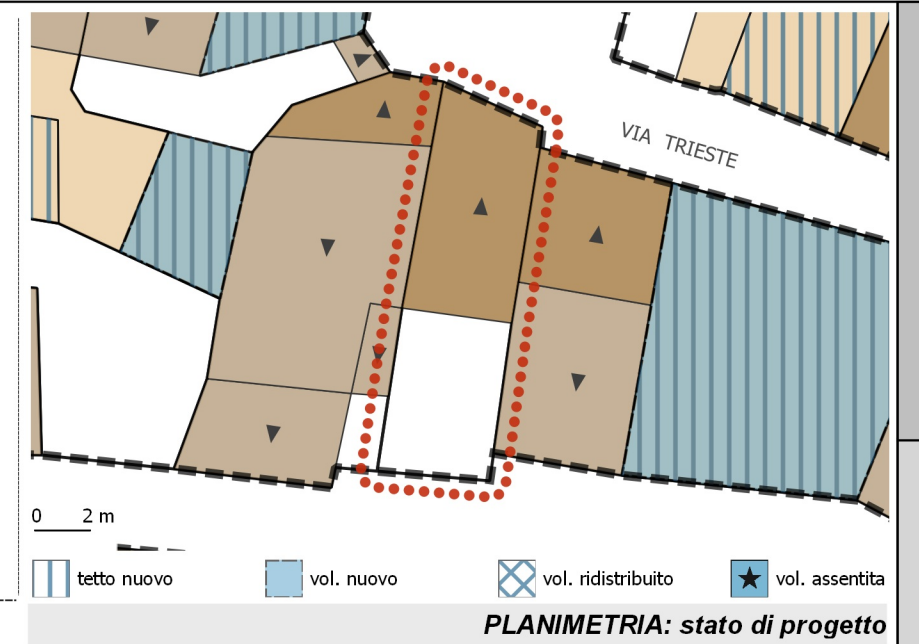 VIA TRIESTE
0 2 m
tetto nuovo vol. nuovo vol. ridistribuito vol. assentita
PLANIMETRIA: stato di progetto